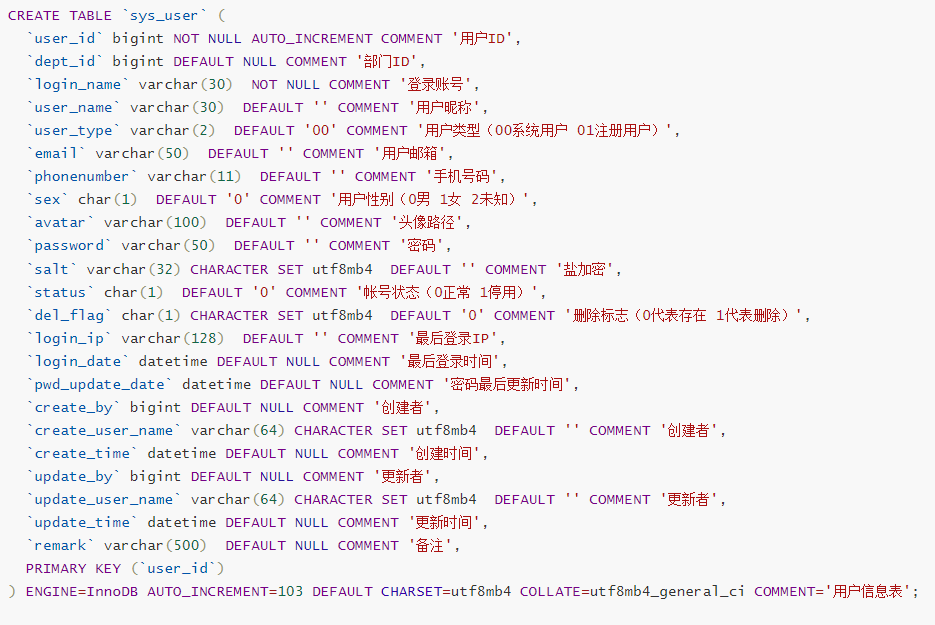 CREATE TABLE `sys_user` (
`user_id` bigint NOT NULL AUTO_INCREMENT COMMENT '用户ID',
`dept_id` bigint DEFAULT NULL COMMENT '部门ID',
`login_name` varchar(30)  NOT NULL COMMENT '登录账号',
`user_name` varchar(30)  DEFAULT '' COMMENT '用户昵称',
`user_type` varchar(2)  DEFAULT '00' COMMENT '用户类型（00系统用户 01注册用户）',
`email` varchar(50)  DEFAULT '' COMMENT '用户邮箱',
`phonenumber` varchar(11)  DEFAULT '' COMMENT '手机号码',
`sex` char(1)  DEFAULT '0' COMMENT '用户性别（0男 1女 2未知）',
`avatar` varchar(100)  DEFAULT '' COMMENT '头像路径',
`password` varchar(50)  DEFAULT '' COMMENT '密码',
`salt` varchar(32) CHARACTER SET utf8mb4  DEFAULT '' COMMENT '盐加密',
`status` char(1)  DEFAULT '0' COMMENT '帐号状态（0正常 1停用）',
`del_flag` char(1) CHARACTER SET utf8mb4  DEFAULT '0' COMMENT '删除标志（0代表存在 1代表删除）',
`login_ip` varchar(128)  DEFAULT '' COMMENT '最后登录IP',
`login_date` datetime DEFAULT NULL COMMENT '最后登录时间',
`pwd_update_date` datetime DEFAULT NULL COMMENT '密码最后更新时间',
`create_by` bigint DEFAULT NULL COMMENT '创建者',
`create_user_name` varchar(64) CHARACTER SET utf8mb4  DEFAULT '' COMMENT '创建者',
`create_time` datetime DEFAULT NULL COMMENT '创建时间',
`update_by` bigint DEFAULT NULL COMMENT '更新者',
`update_user_name` varchar(64) CHARACTER SET utf8mb4  DEFAULT '' COMMENT '更新者',
`update_time` datetime DEFAULT NULL COMMENT '更新时间',
`remark` varchar(500)  DEFAULT NULL COMMENT '备注',
PRIMARY KEY (`user_id`)
) ENGINE=InnoDB AUTO_INCREMENT=103 DEFAULT CHARSET=utf8mb4 COLLATE=utf8mb4_general_ci COMMENT='用户信息表';